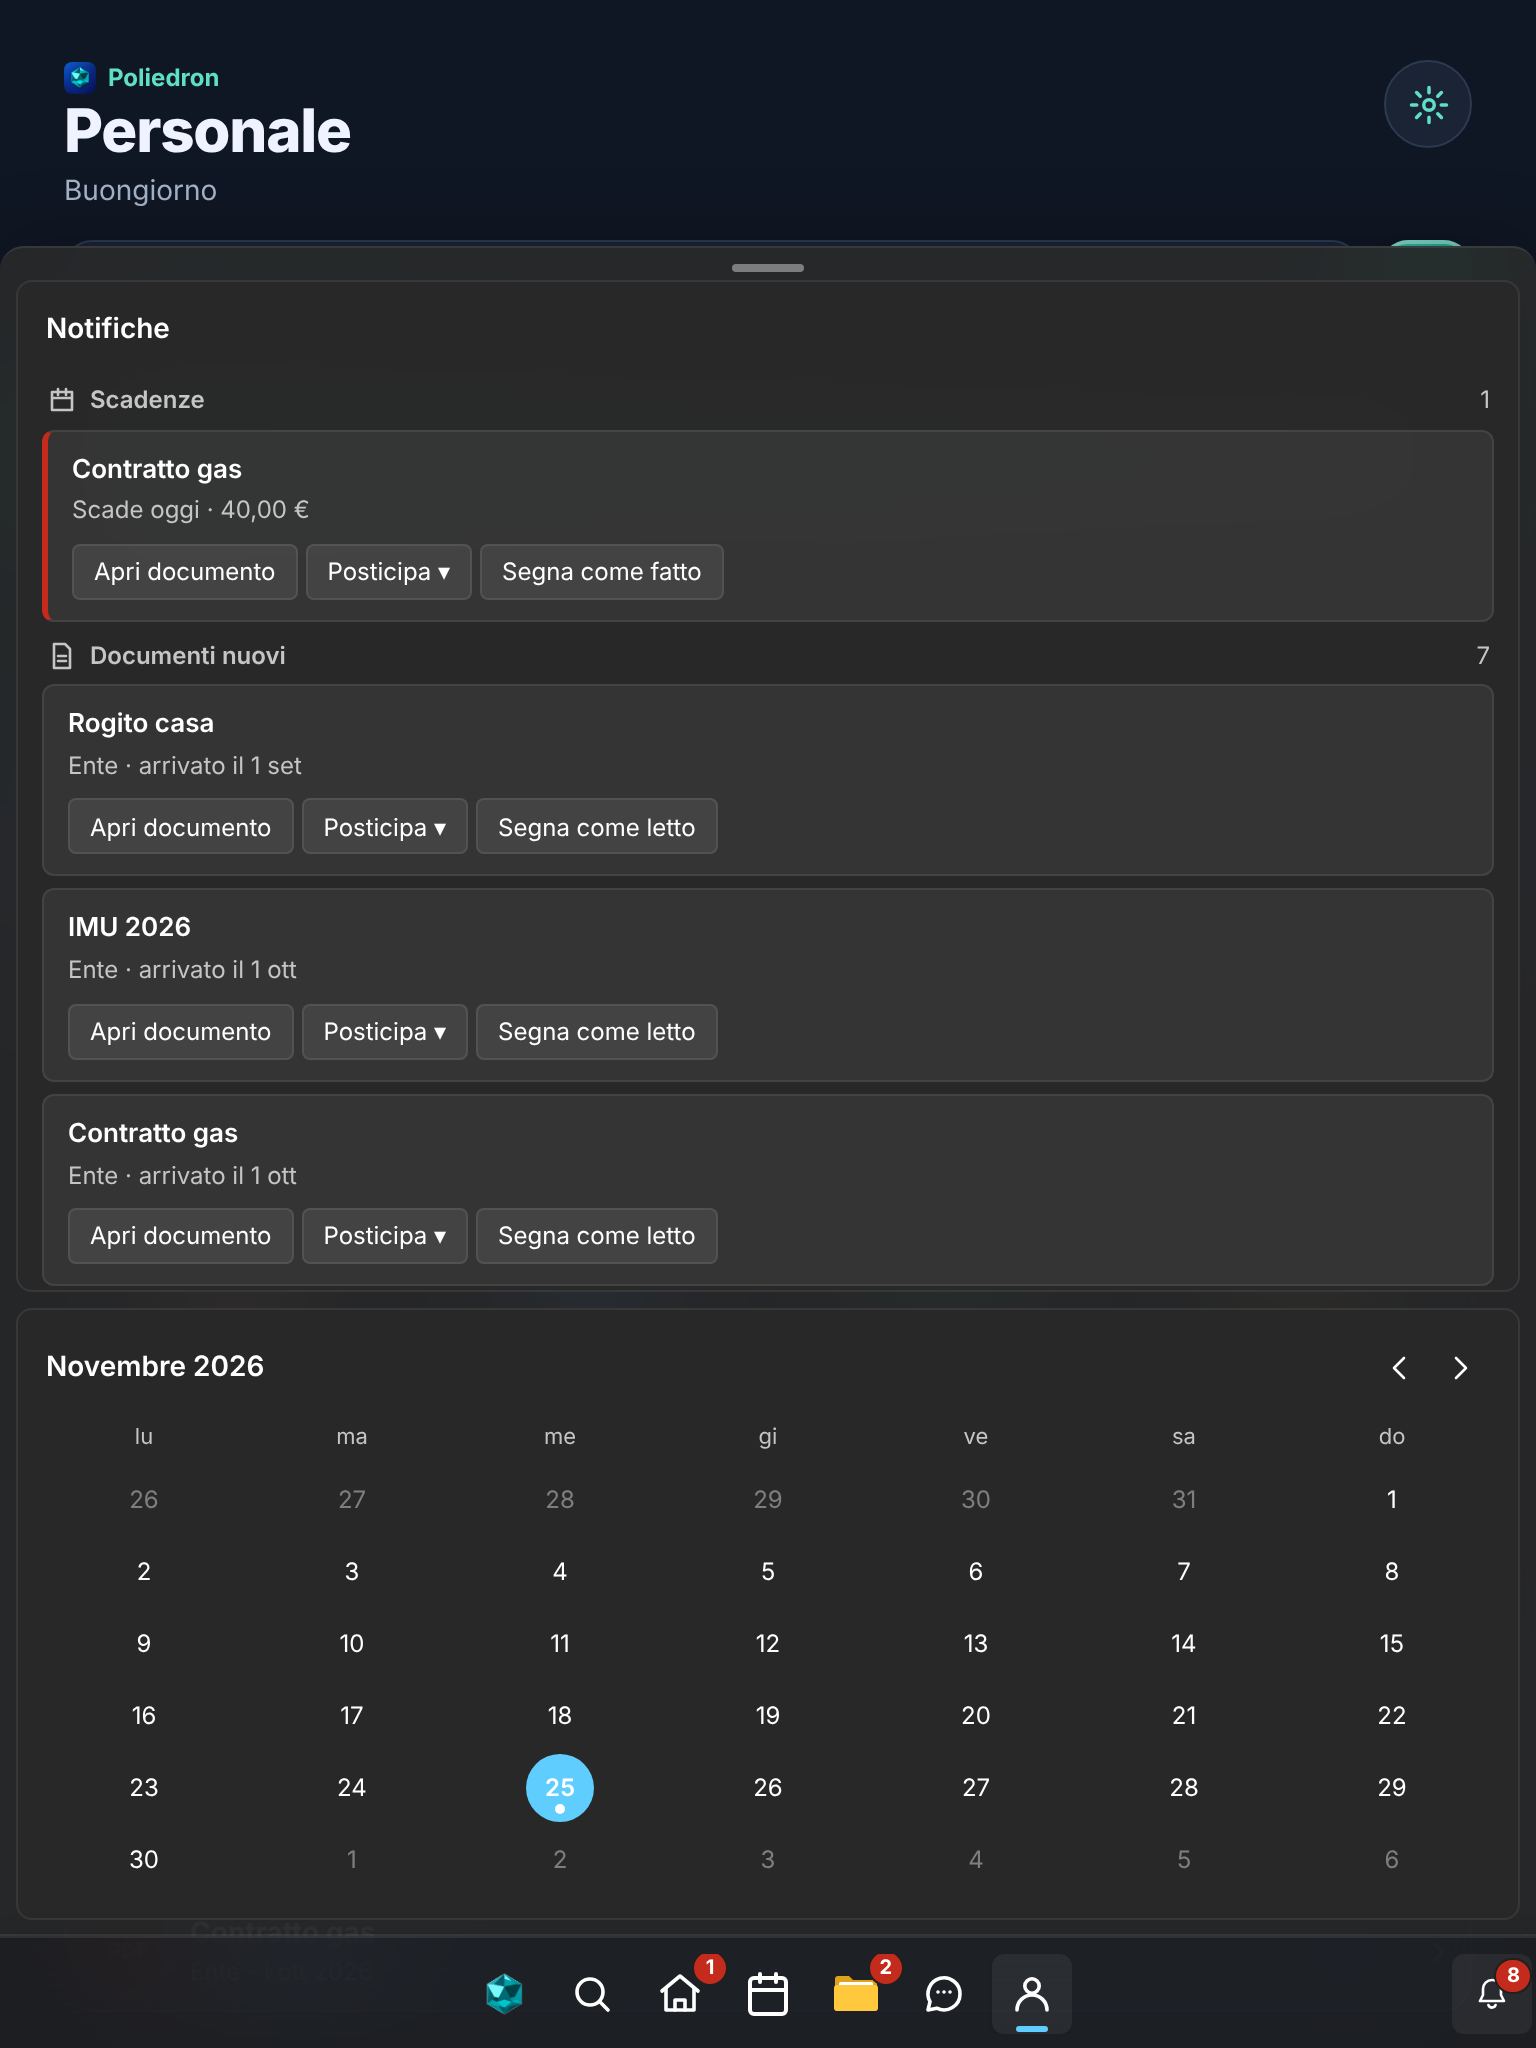 Poliedron
Personale
Buongiorno
Notifiche
Scadenze 1
Contratto gas
Scade oggi · 40,00 €
Apri documento Posticipa ▾ Segna come fatto
Documenti nuovi 7
Rogito casa
Ente · arrivato il 1 set
Apri documento Posticipa ▾ Segna come letto
IMU 2026
Ente · arrivato il 1 ott
Apri documento Posticipa ▾ Segna come letto
Contratto gas
Ente · arrivato il 1 ott
Apri documento Posticipa ▾ Segna come letto
Novembre 2026
lu ma me gi ve sa do
26 27 28 29 30 31 1
2 3 4 5 6 7 8
9 10 11 12 13 14 15
16 17 18 19 20 21 22
23 24 25 26 27 28 29
30 1 2 3 4 5 6
Contratto gas
Ente · 1 ott 2026
1 2 8